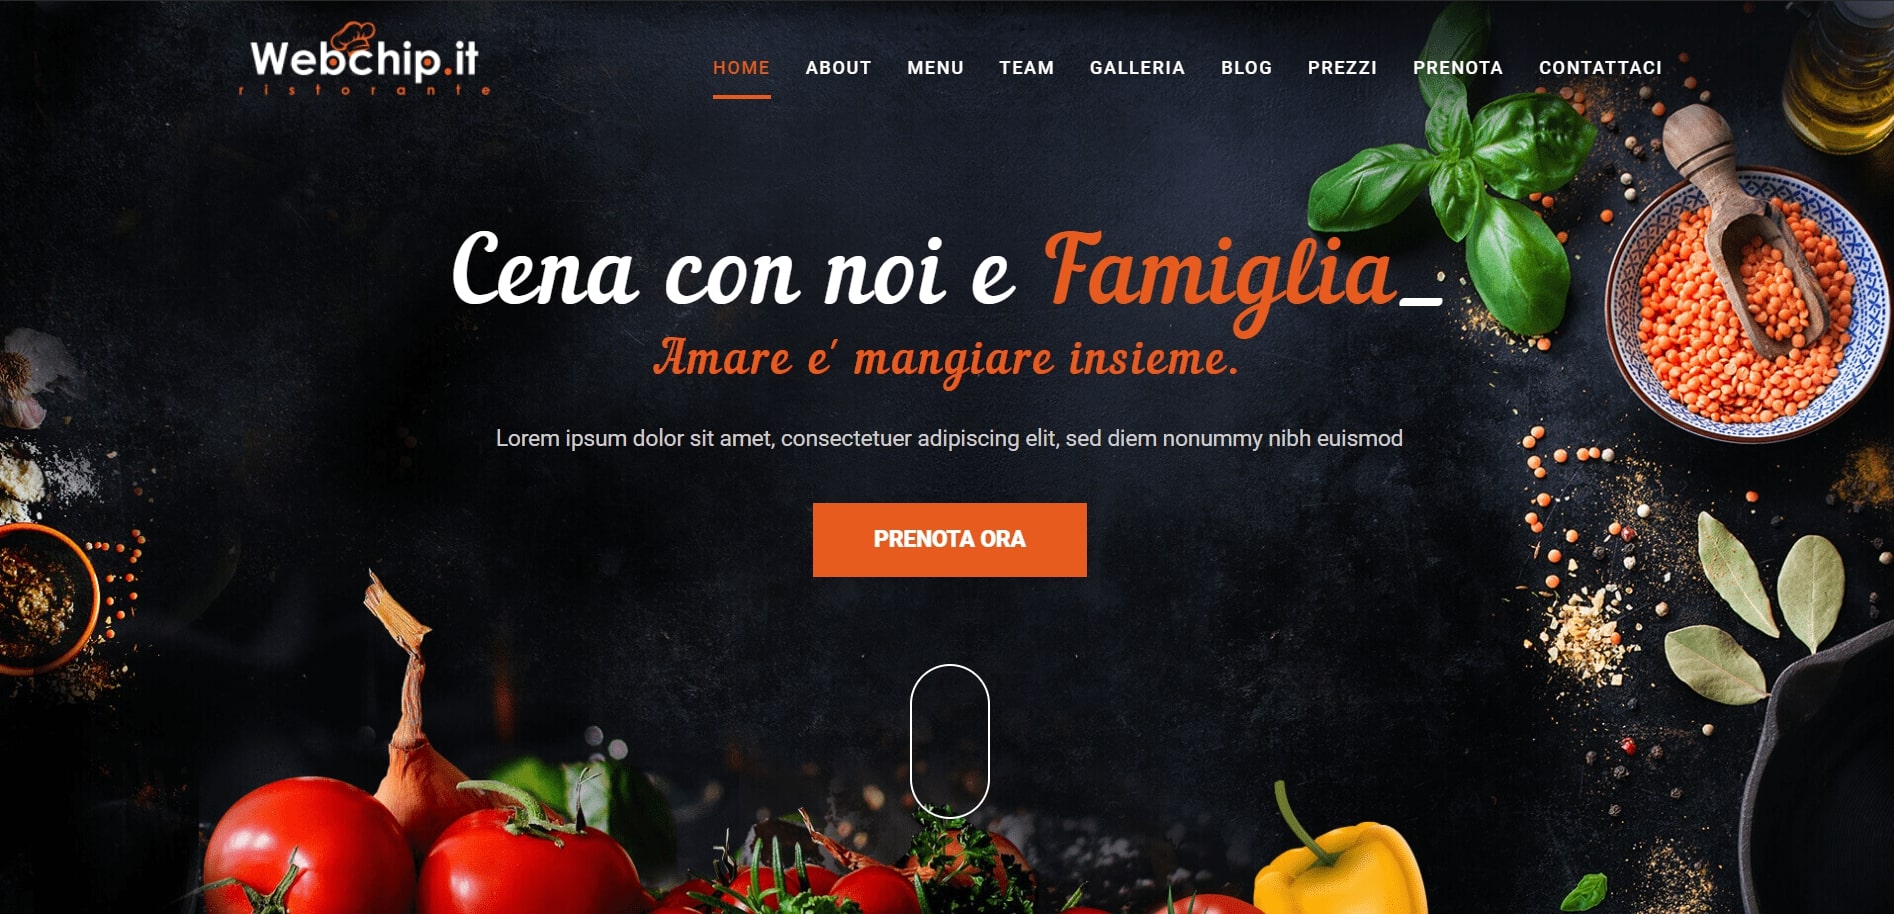 Webchip.it
ristorante
HOME ABOUT MENU TEAM GALLERIA BLOG PREZZI PRENOTA CONTATTACI
Cena con noi e Famiglia_
Amare e' mangiare insieme.
Lorem ipsum dolor sit amet, consectetuer adipiscing elit, sed diem nonummy nibh euismod
PRENOTA ORA